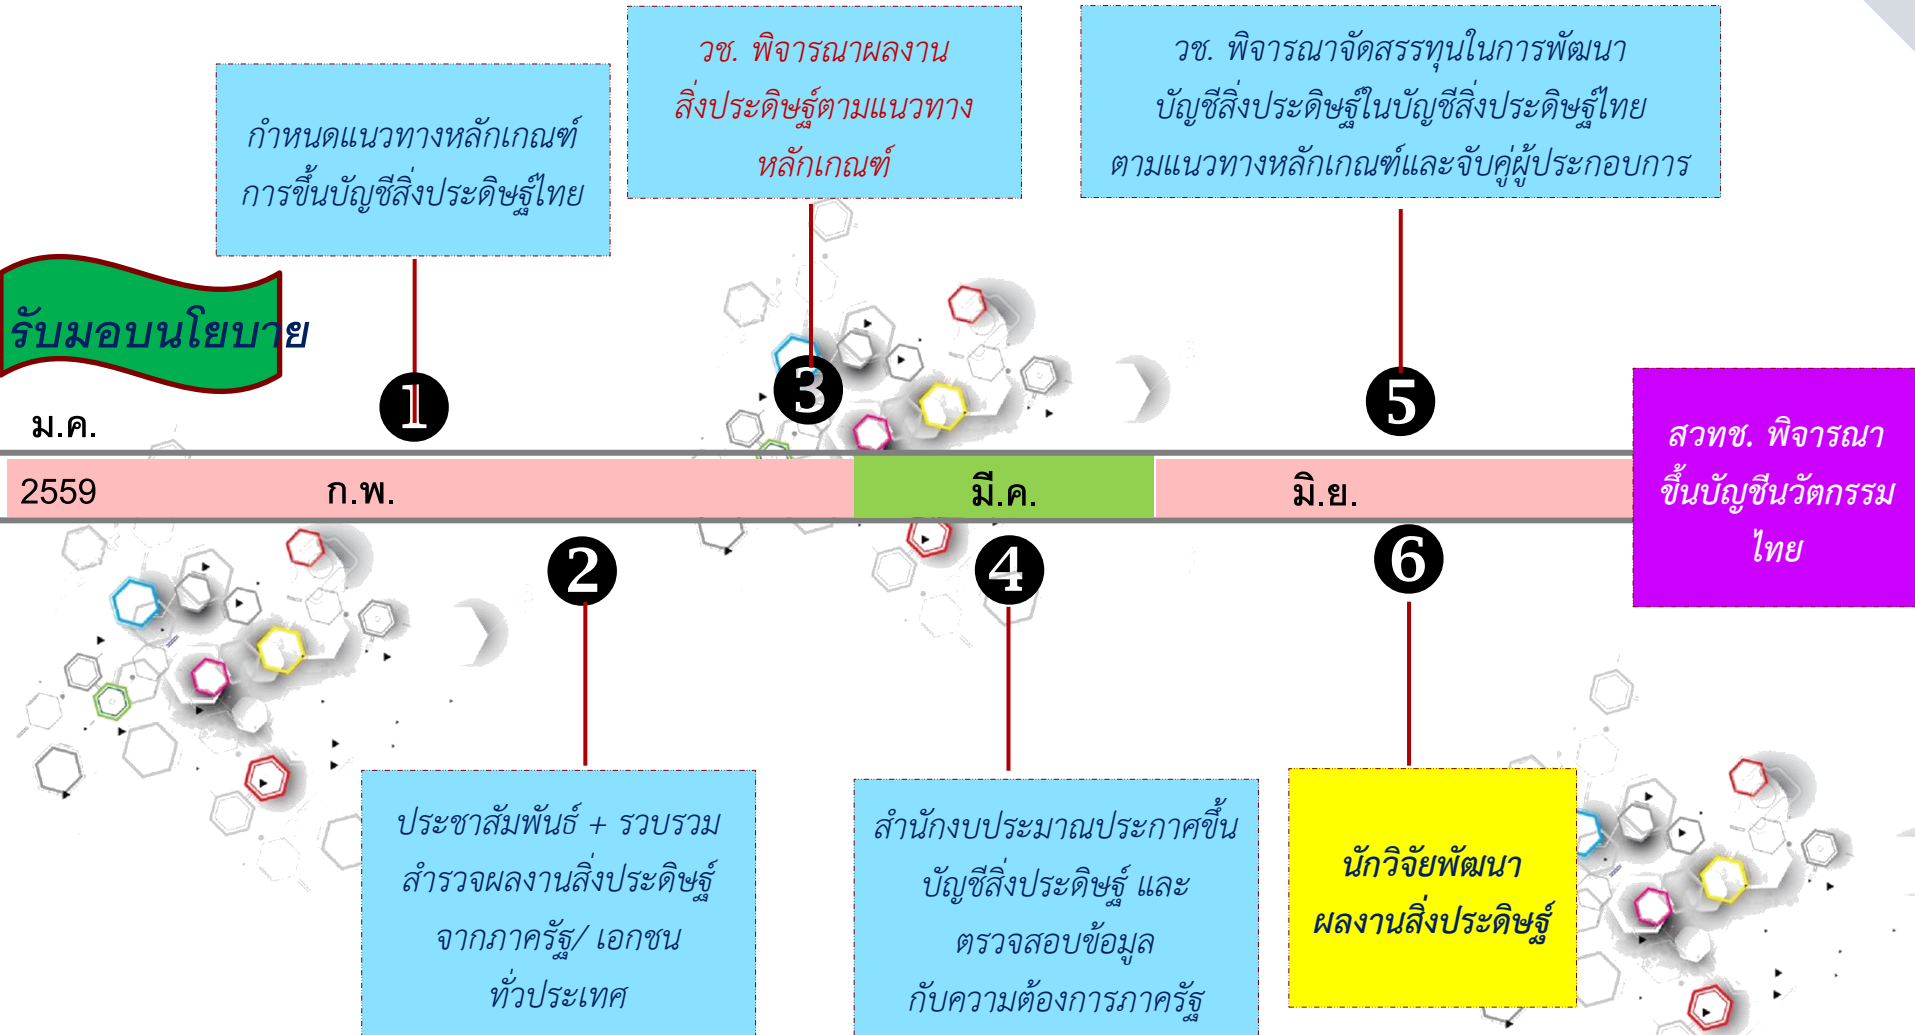 วช. พิจารณาผลงาน
สิ่งประดิษฐ์ตามแนวทาง
หลักเกณฑ์
วช. พิจารณาจัดสรรทุนในการพัฒนา
บัญชีสิ่งประดิษฐ์ในบัญชีสิ่งประดิษฐ์ไทย
ตามแนวทางหลักเกณฑ์และจับคู่ผู้ประกอบการ
กำหนดแนวทางหลักเกณฑ์
การขึ้นบัญชีสิ่งประดิษฐ์ไทย
รับมอบนโยบาย
1
3
5
ม.ค.
2559
ก.พ.
มี.ค.
มิ.ย.
สวทช. พิจารณา
ขึ้นบัญชีนวัตกรรม
ไทย
2
4
6
ประชาสัมพันธ์ + รวบรวม
สำรวจผลงานสิ่งประดิษฐ์
จากภาครัฐ/ เอกชน
ทั่วประเทศ
สำนักงบประมาณประกาศขึ้น
บัญชีสิ่งประดิษฐ์ และ
ตรวจสอบข้อมูล
กับความต้องการภาครัฐ
นักวิจัยพัฒนา
ผลงานสิ่งประดิษฐ์